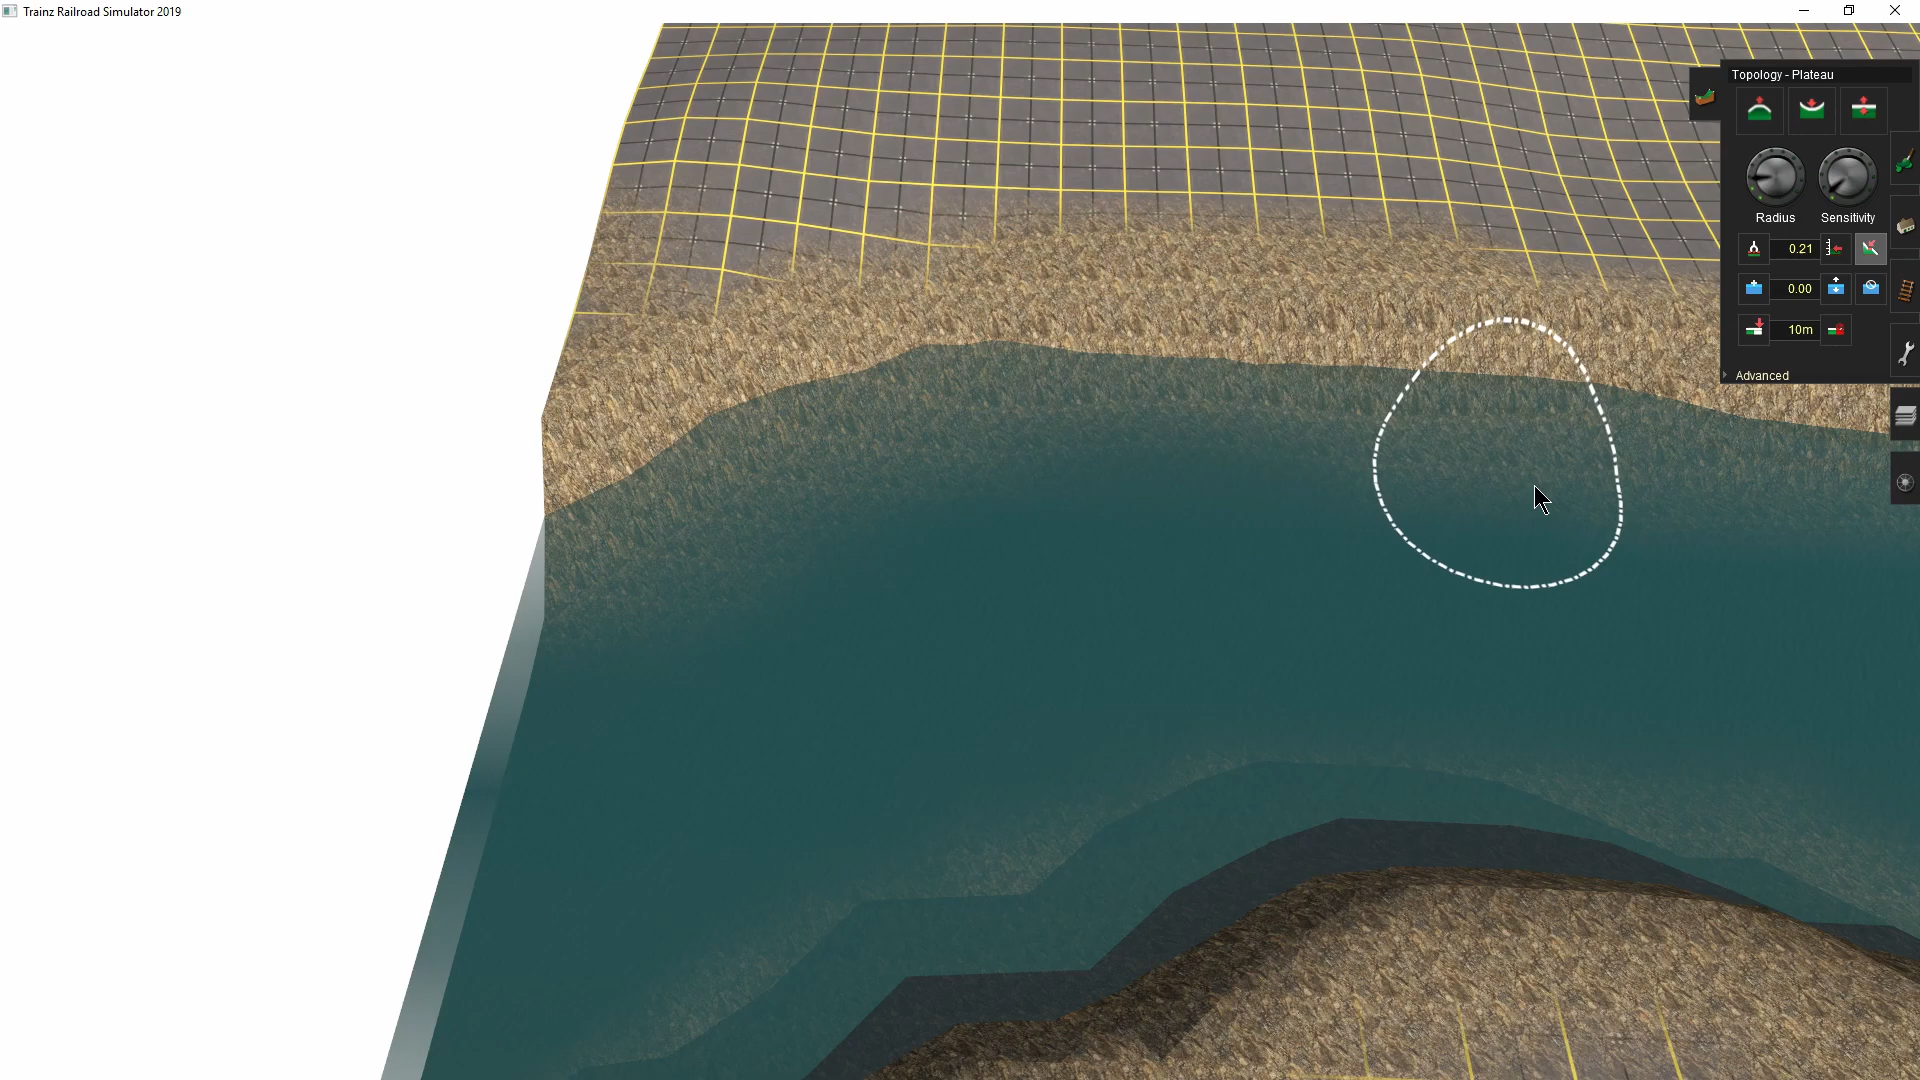 Trainz Railroad Simulator 2019
Topology - Plateau
Radius Sensitivity
0.21
0.00
10m
Advanced